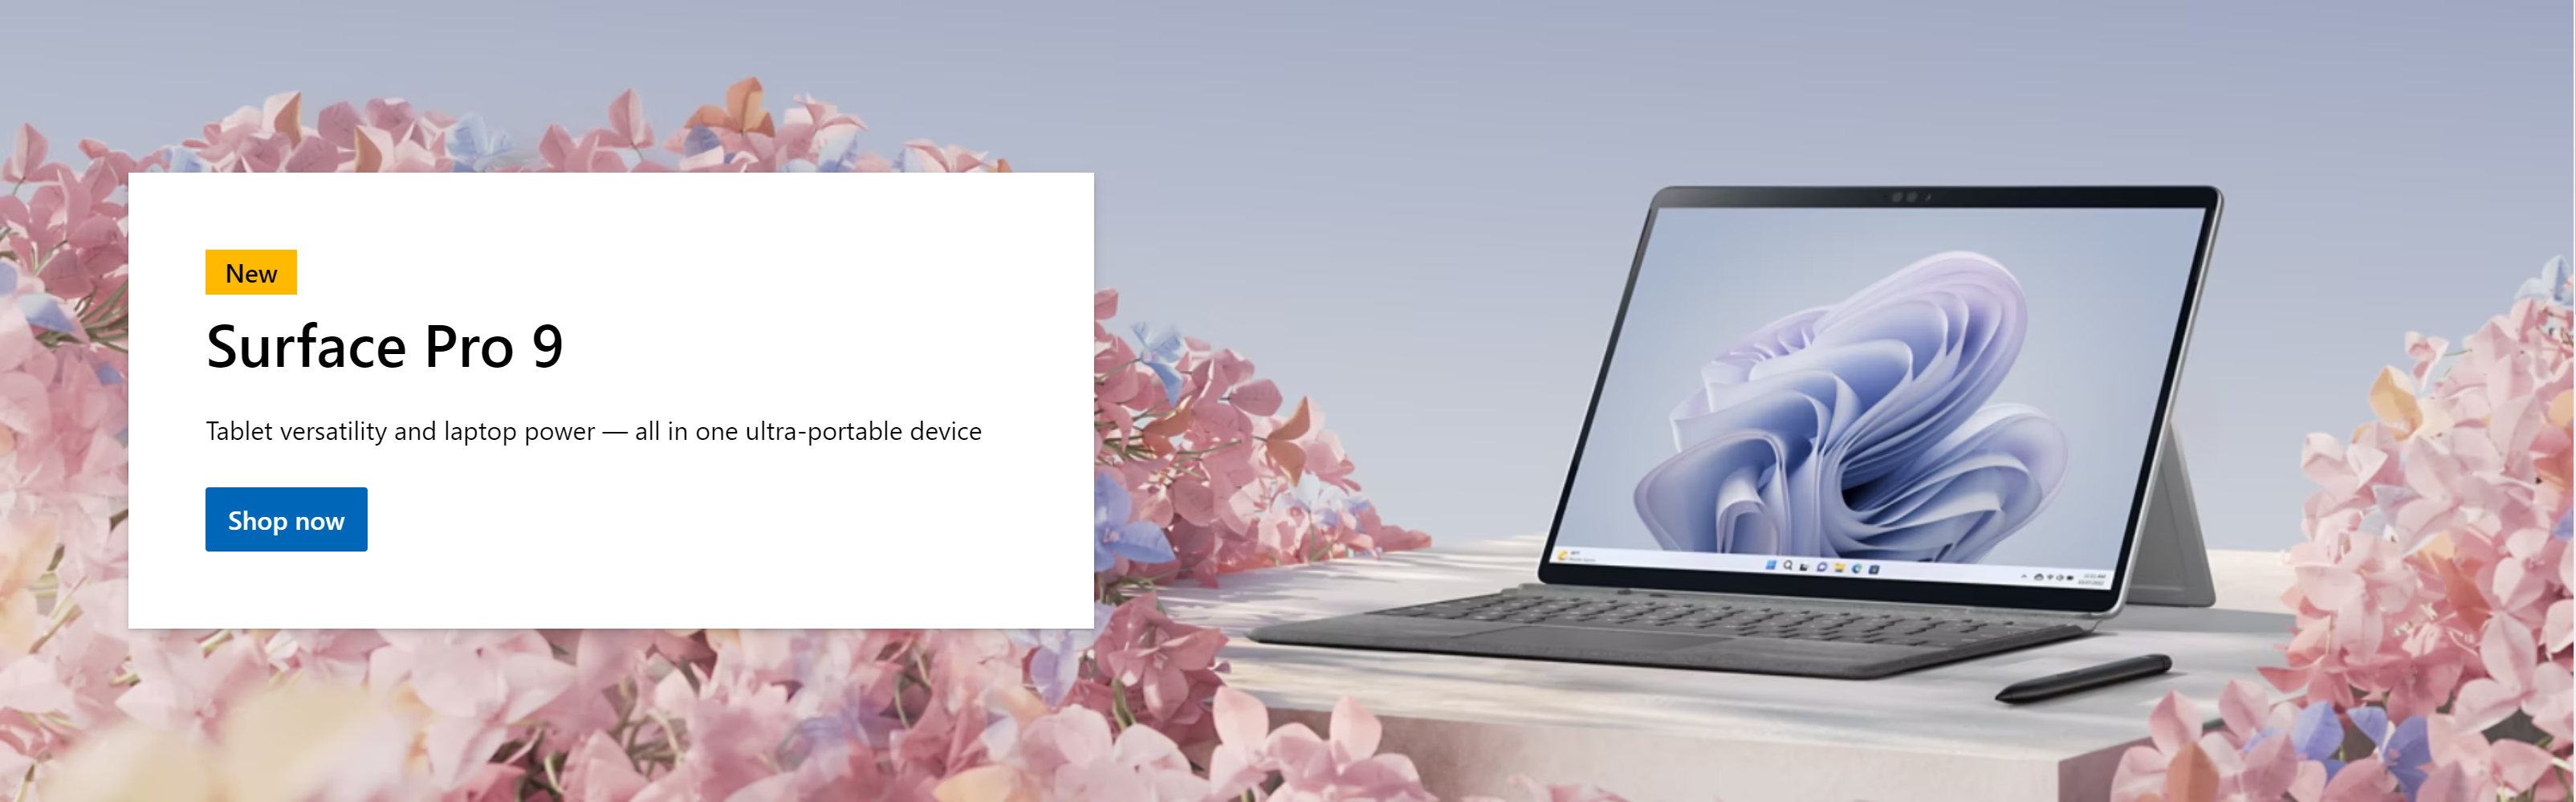 New
Surface Pro 9
Tablet versatility and laptop power — all in one ultra-portable device
Shop now